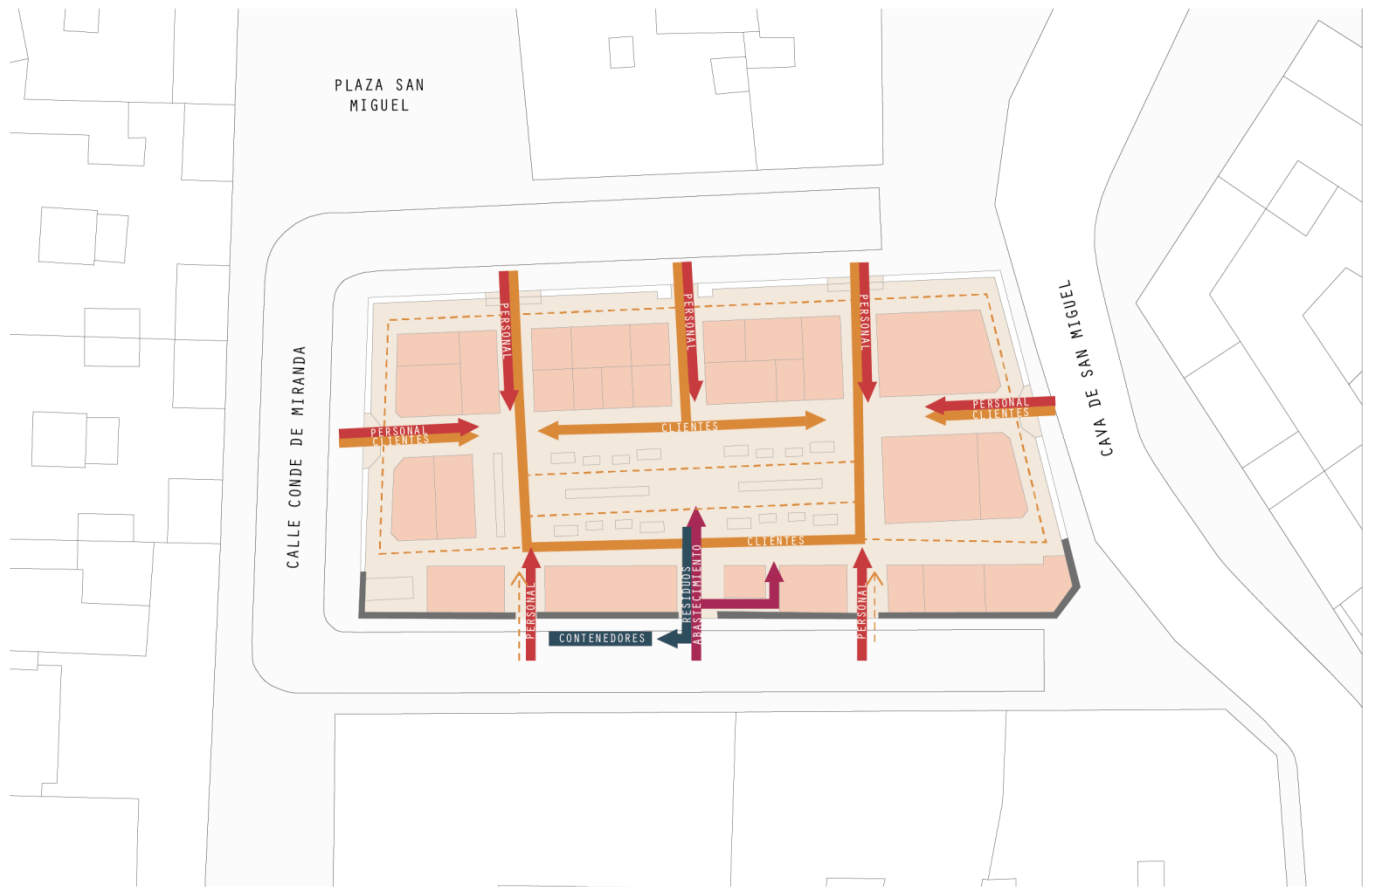 PLAZA SAN
MIGUEL
CAVA DE SAN MIGUEL
CALLE CONDE DE MIRANDA
PERSONAL
PERSONAL
PERSONAL
PERSONAL
CLIENTES
PERSONAL
CLIENTES
CLIENTES
CLIENTES
PERSONAL
RESIDUOS
ABASTECIMIENTO
PERSONAL
CONTENEDORES